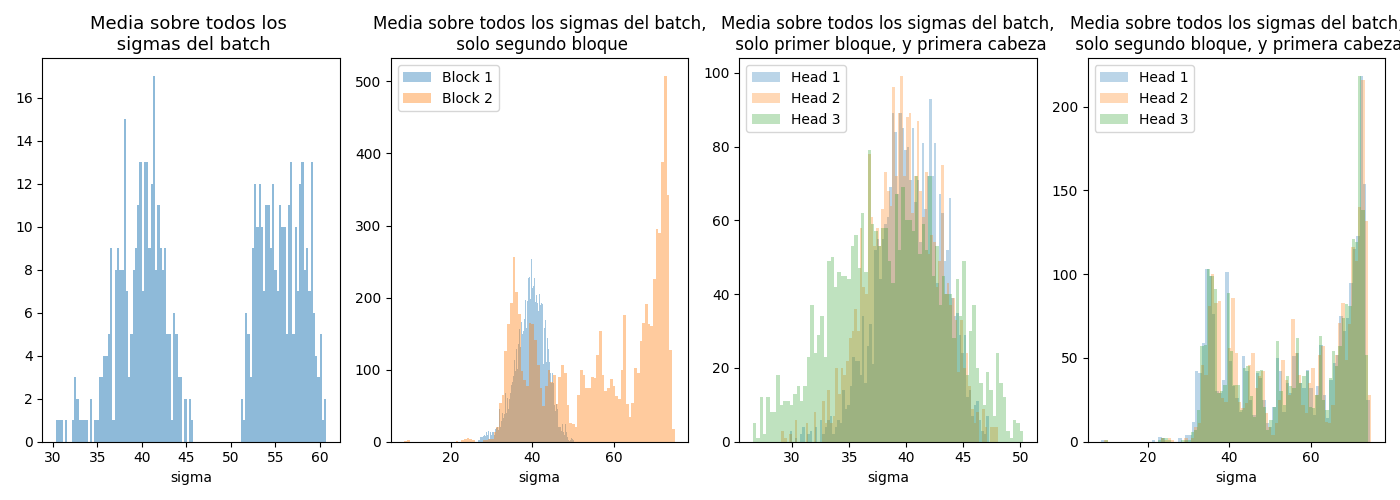 Media sobre todos los
sigmas del batch
16
14
12
10
8
6
4
2
0
30
35
40
45
50
55
60
sigma
Media sobre todos los sigmas del batch,
solo segundo bloque
Block 1
Block 2
500
400
300
200
100
0
20
40
60
sigma
Media sobre todos los sigmas del batch,
solo primer bloque, y primera cabeza
Head 1
Head 2
Head 3
100
80
60
40
20
0
30
35
40
45
50
sigma
Media sobre todos los sigmas del batch,
solo segundo bloque, y primera cabeza
Head 1
Head 2
Head 3
200
150
100
50
0
20
40
60
sigma